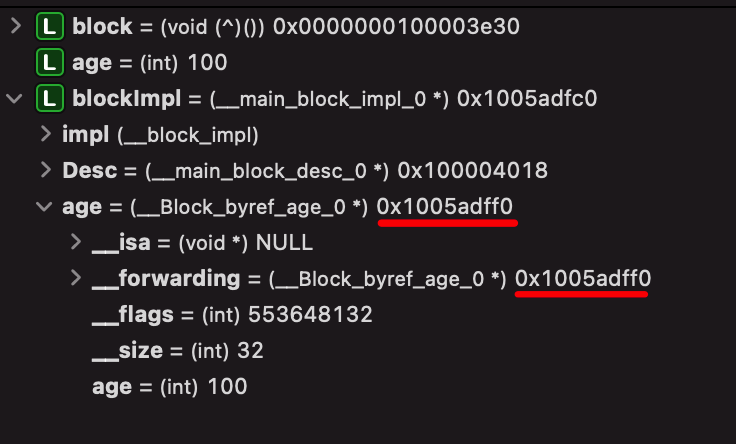 L block = (void (^)()) 0x0000000100003e30
L age = (int) 100
L blockImpl = (__main_block_impl_0 *) 0x1005adfc0
impl (__block_impl)
Desc = (__main_block_desc_0 *) 0x100004018
age = (__Block_byref_age_0 *) 0x1005adff0
__isa = (void *) NULL
__forwarding = (__Block_byref_age_0 *) 0x1005adff0
__flags = (int) 553648132
__size = (int) 32
age = (int) 100